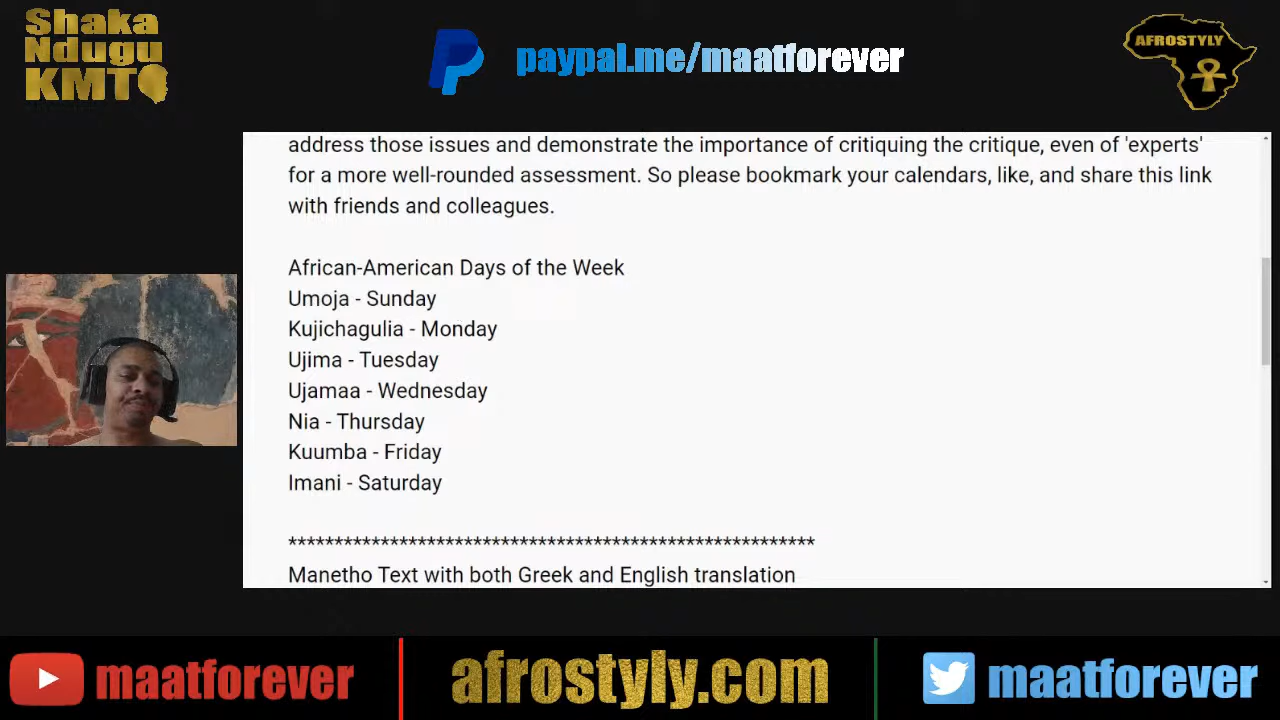 Shaka
Ndugu
KMT
paypal.me/maatforever
AFROSTYLY
address those issues and demonstrate the importance of critiquing the critique, even of 'experts'
for a more well-rounded assessment. So please bookmark your calendars, like, and share this link
with friends and colleagues.
African-American Days of the Week
Umoja - Sunday
Kujichagulia - Monday
Ujima - Tuesday
Ujamaa - Wednesday
Nia - Thursday
Kuumba - Friday
Imani - Saturday
******************************************************
Manetho Text with both Greek and English translation
maatforever
afrostyly.com
maatforever